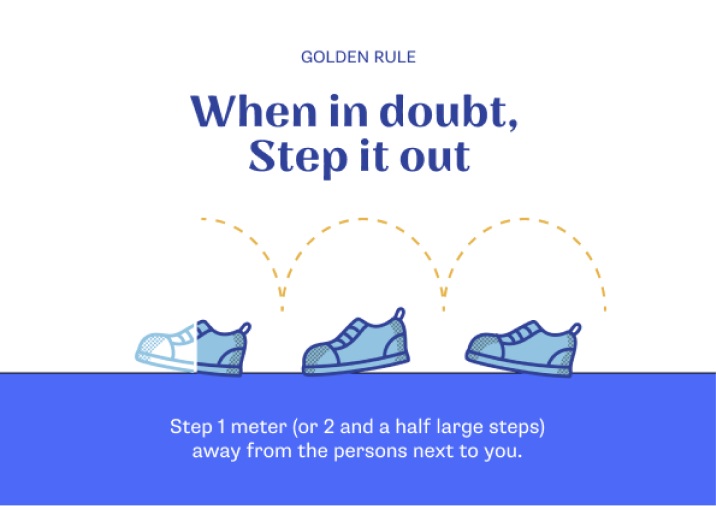 GOLDEN RULE
When in doubt,
Step it out
Step 1 meter (or 2 and a half large steps)
away from the persons next to you.